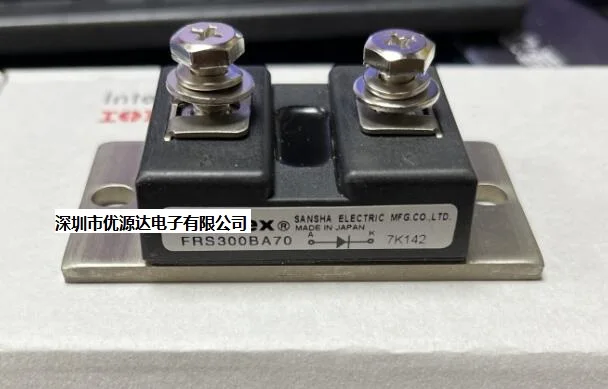 深圳市优源达电子有限公司
ex® SANSHA ELECTRIC MFG.CO.,LTD.
MADE IN JAPAN
FRS300BA70 A K 7K142